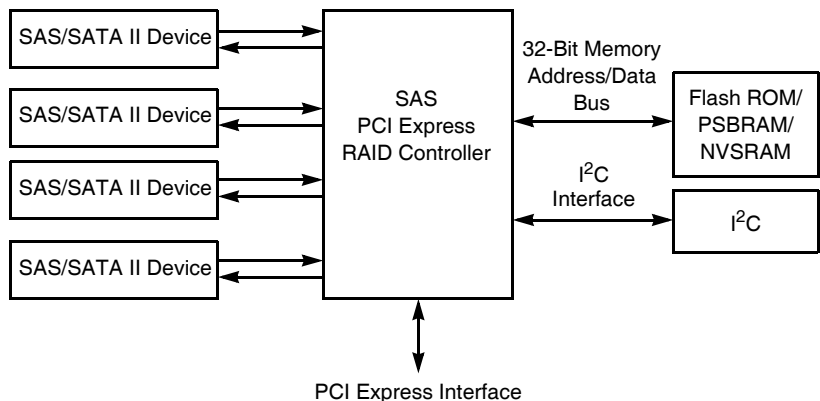 SAS/SATA II Device
SAS/SATA II Device
SAS/SATA II Device
SAS/SATA II Device
SAS
PCI Express
RAID Controller
32-Bit Memory
Address/Data
Bus
Flash ROM/
PSBRAM/
NVSRAM
I²C
Interface
I²C
PCI Express Interface